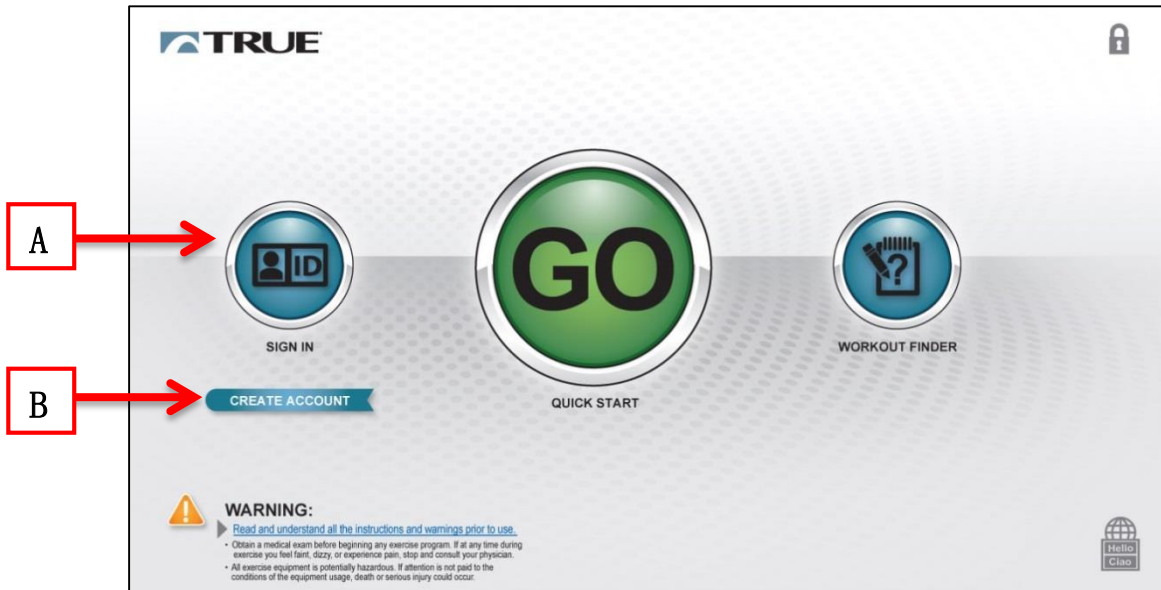 TRUE
A
ID
GO
?
SIGN IN
WORKOUT FINDER
B
CREATE ACCOUNT
QUICK START
WARNING:
Read and understand all the instructions and warnings prior to use.
• Obtain a medical exam before beginning any exercise program. If at any time during
exercise you feel faint, dizzy, or experience pain, stop and consult your physician.
• All exercise equipment is potentially hazardous. If attention is not paid to the
conditions of the equipment usage, death or serious injury could occur.
Hello
Ciao